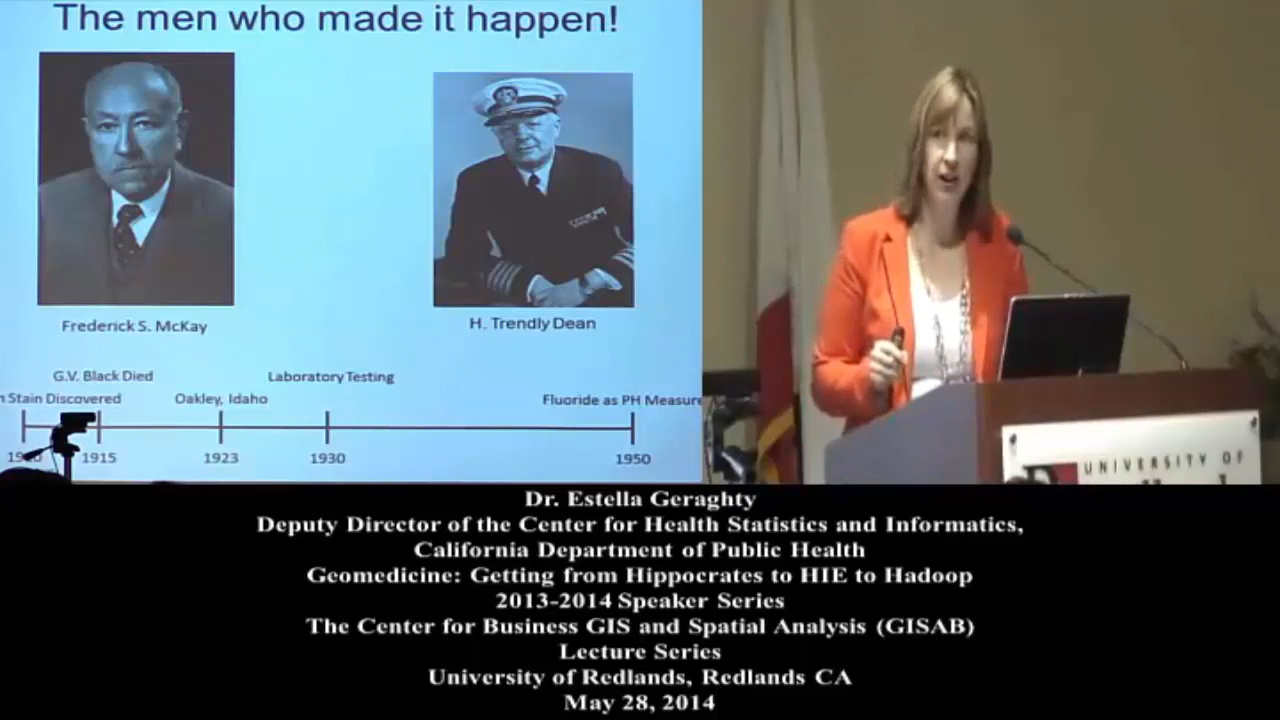 The men who made it happen!
Frederick S. McKay
H. Trendly Dean
G.V. Black Died
Laboratory Testing
Stain Discovered
Oakley, Idaho
Fluoride as PH Measure
1915
1923
1930
1950
UNIVERSITY OF
Dr. Estella Geraghty
Deputy Director of the Center for Health Statistics and Informatics,
California Department of Public Health
Geomedicine: Getting from Hippocrates to HIE to Hadoop
2013-2014 Speaker Series
The Center for Business GIS and Spatial Analysis (GISAB)
Lecture Series
University of Redlands, Redlands CA
May 28, 2014